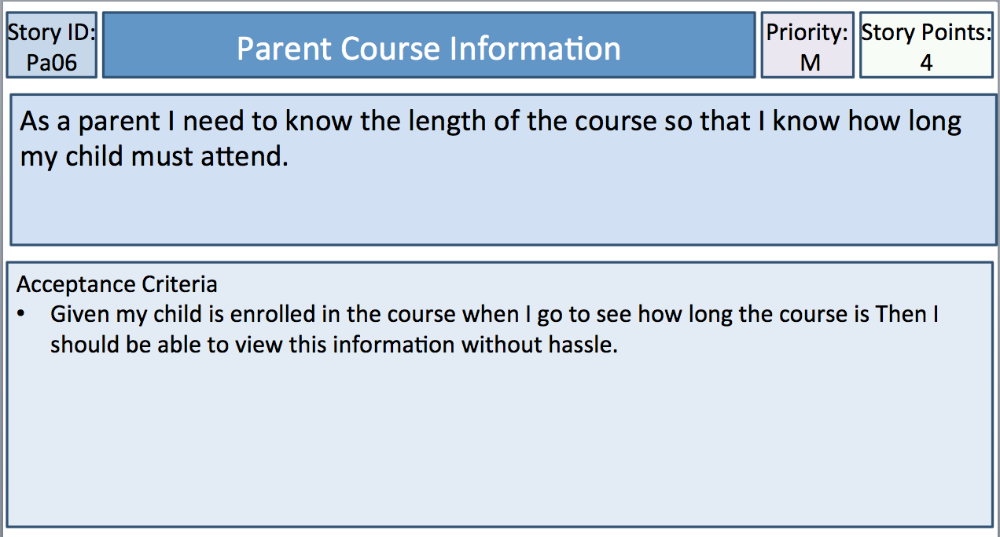 Story ID:
Pa06
Parent Course Information
Priority:
M
Story Points:
4
As a parent I need to know the length of the course so that I know how long
my child must attend.
Acceptance Criteria
• Given my child is enrolled in the course when I go to see how long the course is Then I
should be able to view this information without hassle.